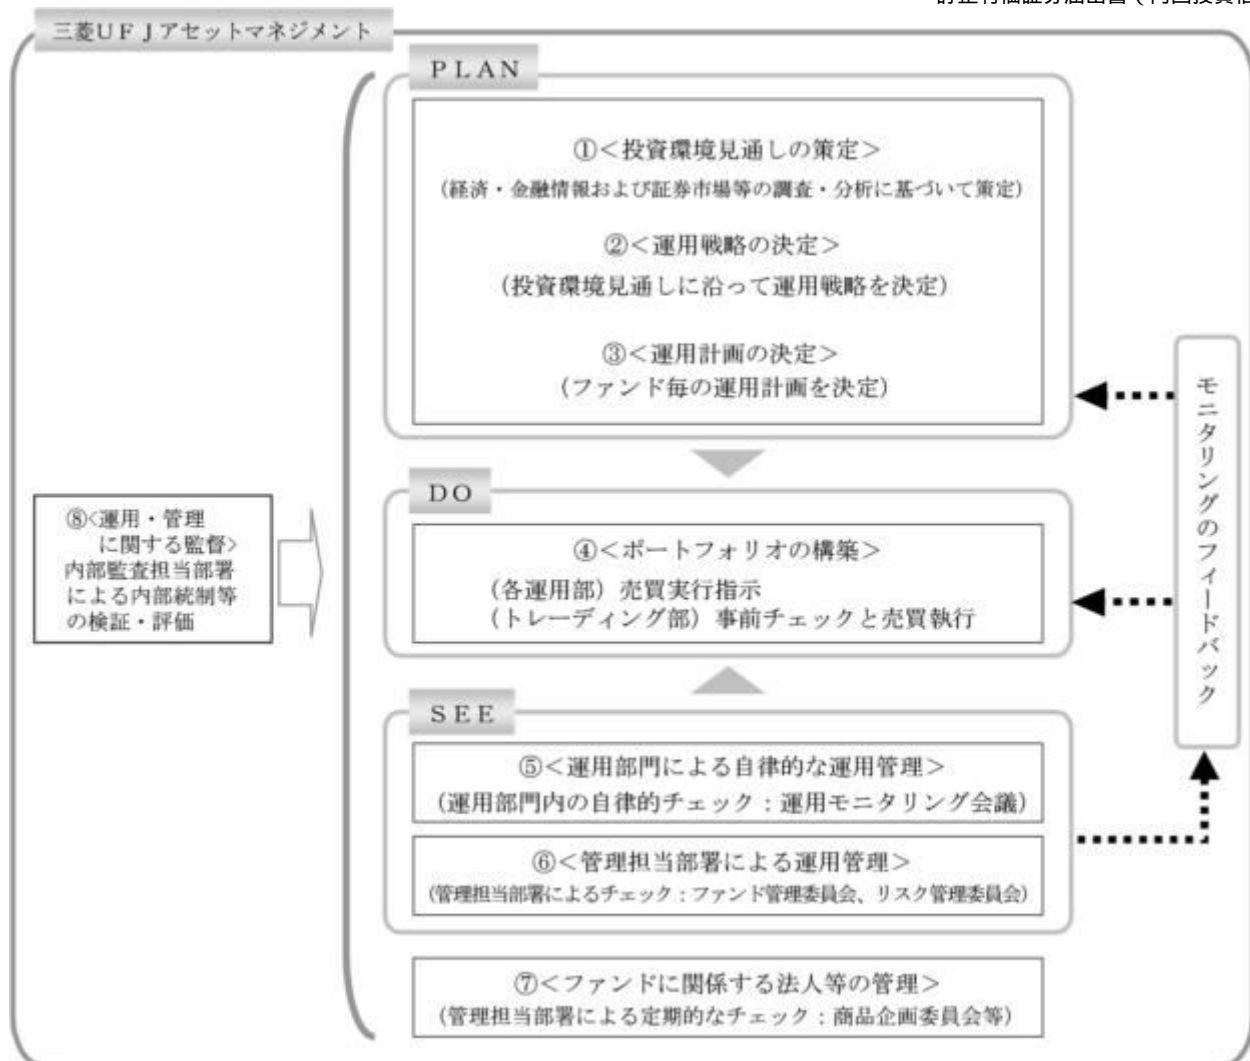 三菱ＵＦＪアセットマネジメント
ＰＬＡＮ
①＜投資環境見通しの策定＞
(経済・金融情報および証券市場等の調査・分析に基づいて策定)
②＜運用戦略の決定＞
(投資環境見通しに沿って運用戦略を決定)
③＜運用計画の決定＞
(ファンド毎の運用計画を決定)
ＤＯ
④＜ポートフォリオの構築＞
(各運用部）売買実行指示
(トレーディング部）事前チェックと売買執行
ＳＥＥ
⑤＜運用部門による自律的な運用管理＞
(運用部門内の自律的チェック：運用モニタリング会議)
⑥＜管理担当部署による運用管理＞
(管理担当部署によるチェック：ファンド管理委員会、リスク管理委員会)
⑦＜ファンドに関係する法人等の管理＞
(管理担当部署による定期的なチェック：商品企画委員会等)
⑧<運用・管理
に関する監督>
内部監査担当部署
による内部統制等
の検証・評価
モニタリングのフィードバック